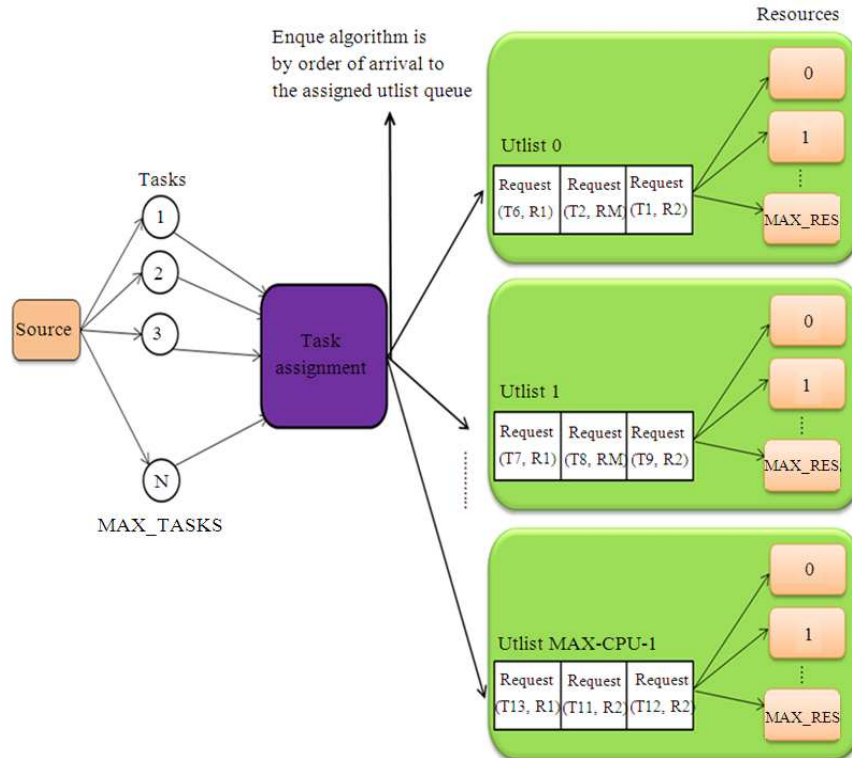 Resources
Enque algorithm is
by order of arrival to
the assigned utlist queue
Tasks
1
2
3
N
MAX_TASKS
Source
Task
assignment
Utlist 0
Request
(T6, R1)
Request
(T2, RM)
Request
(T1, R2)
0
1
MAX_RES
Utlist 1
Request
(T7, R1)
Request
(T8, RM)
Request
(T9, R2)
0
1
MAX_RES
Utlist MAX-CPU-1
Request
(T13, R1)
Request
(T11, R2)
Request
(T12, R2)
0
1
MAX_RES